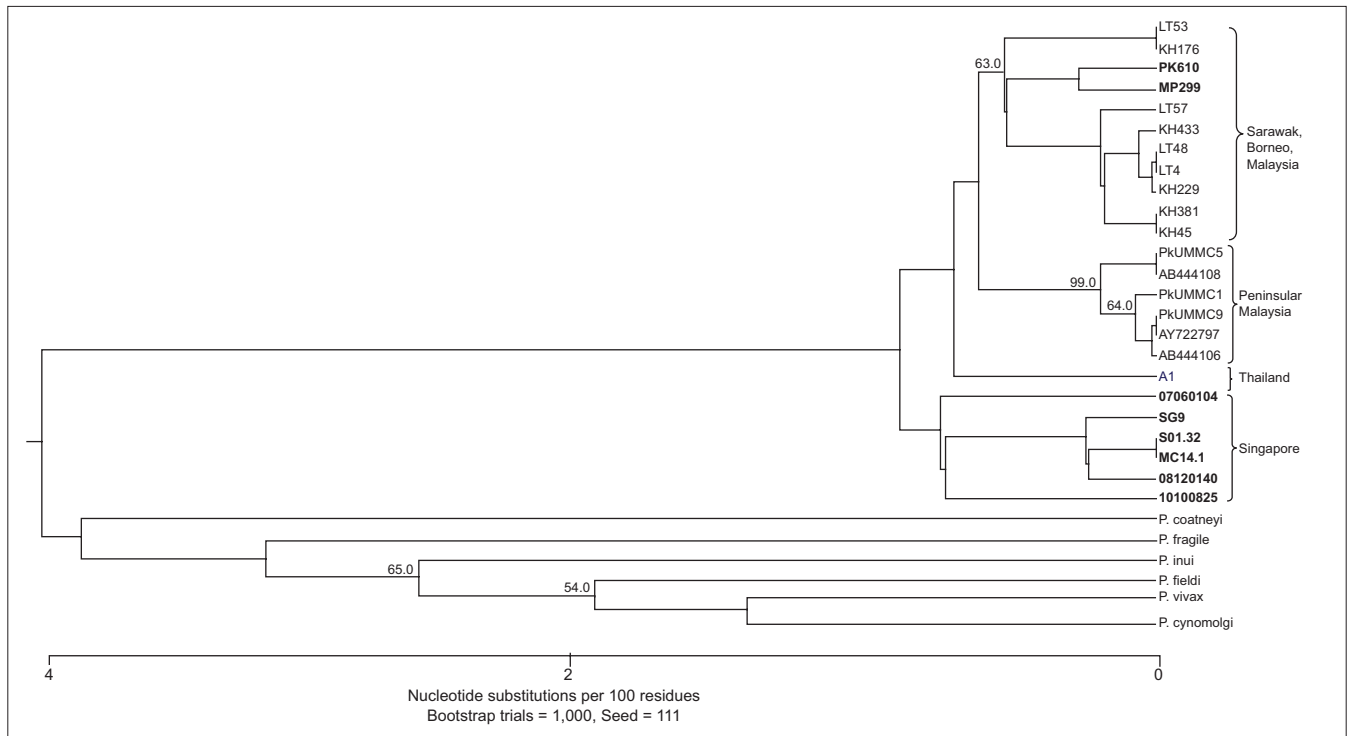 LT53
KH176
63.0
PK610
MP299
LT57
KH433
LT48
LT4
KH229
KH381
KH45
Sarawak,
Borneo,
Malaysia
PkUMMC5
AB444108
99.0
PkUMMC1
64.0
PkUMMC9
AY722797
AB444106
Peninsular
Malaysia
A1
Thailand
07060104
SG9
S01.32
MC14.1
08120140
10100825
Singapore
P. coatneyi
P. fragile
P. inui
65.0
P. fieldi
54.0
P. vivax
P. cynomolgi
4 2 0
Nucleotide substitutions per 100 residues
Bootstrap trials = 1,000, Seed = 111